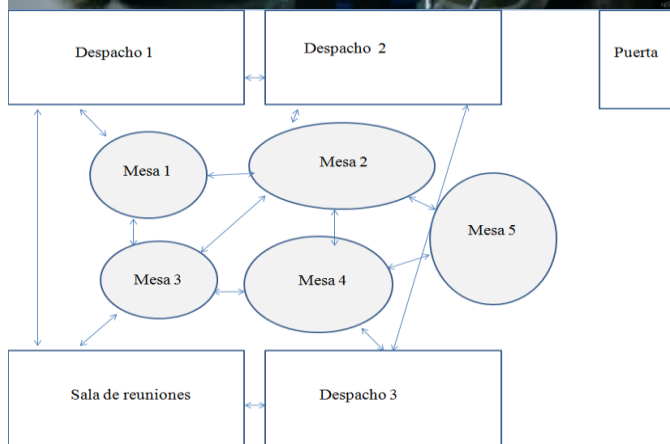 Despacho 1
Despacho 2
Puerta
Mesa 1
Mesa 2
Mesa 5
Mesa 3
Mesa 4
Sala de reuniones
Despacho 3